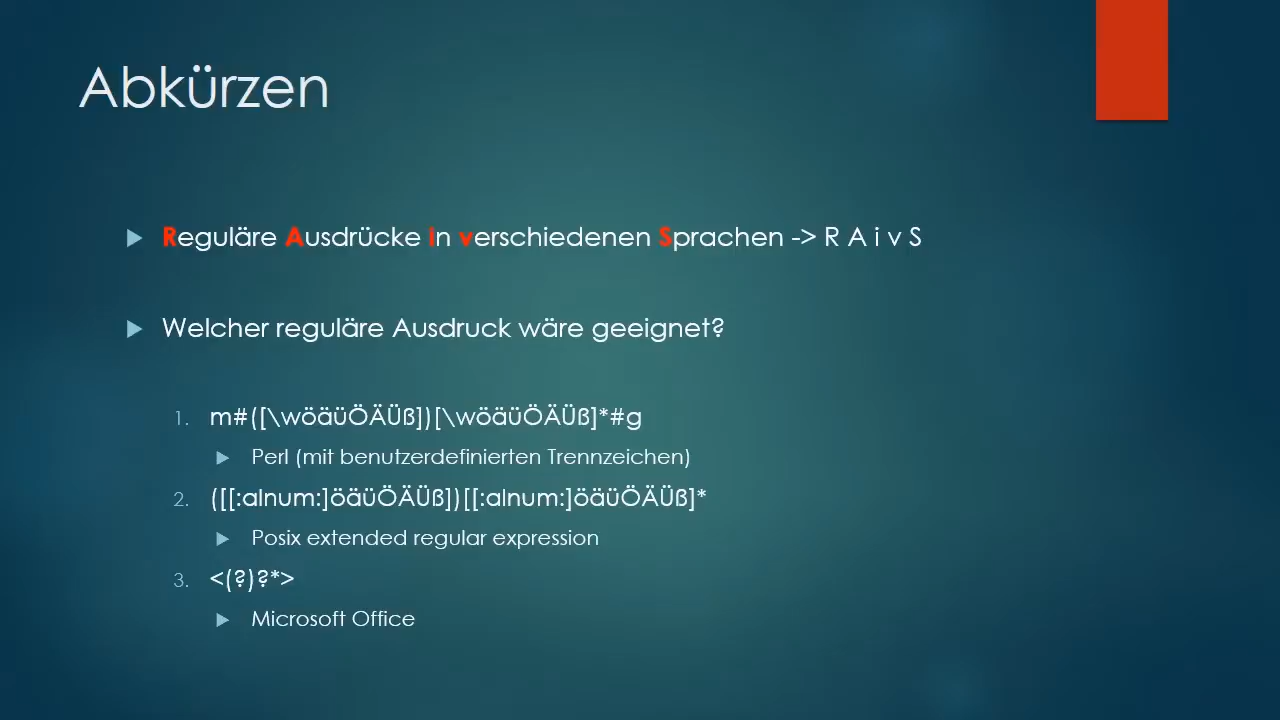 Abkürzen
Reguläre Ausdrücke In verschiedenen Sprachen -> R A i v S
Welcher reguläre Ausdruck wäre geeignet?
1. m#([\wöäüÖÄÜß])[\wöäüÖÄÜß]*#g
Perl (mit benutzerdefinierten Trennzeichen)
2. ([[:alnum:]öäüÖÄÜß])[[:alnum:]öäüÖÄÜß]*
Posix extended regular expression
3. <(?)?*>
Microsoft Office